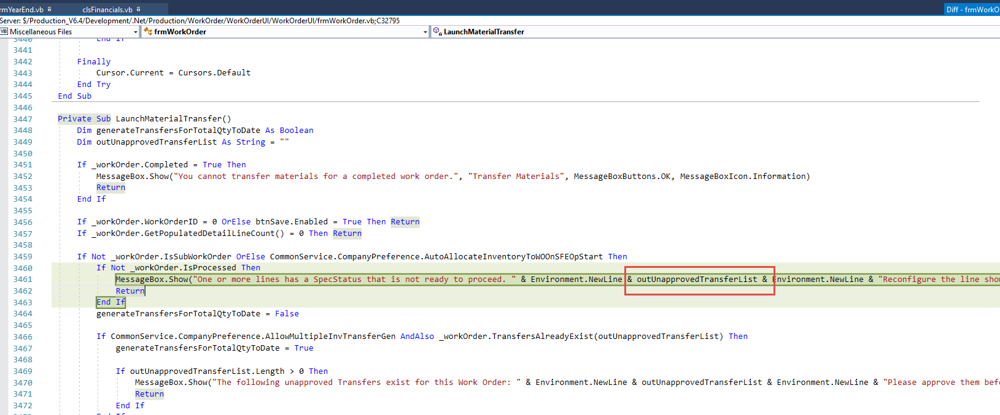 rmYearEnd.vb clsFinancials.vb Diff - frmWorkO
Server: $/Production_V6.4/Development/.Net/Production/WorkOrder/WorkOrderUI/WorkOrderUI/frmWorkOrder.vb;C32795
VB Miscellaneous Files frmWorkOrder LaunchMaterialTransfer
3440 End If
3441
3442 Finally
3443 Cursor.Current = Cursors.Default
3444 End Try
3445 End Sub
3446
3447 Private Sub LaunchMaterialTransfer()
3448 Dim generateTransfersForTotalQtyToDate As Boolean
3449 Dim outUnapprovedTransferList As String = ""
3450
3451 If _workOrder.Completed = True Then
3452 MessageBox.Show("You cannot transfer materials for a completed work order.", "Transfer Materials", MessageBoxButtons.OK, MessageBoxIcon.Information)
3453 Return
3454 End If
3455
3456 If _workOrder.WorkOrderID = 0 OrElse btnSave.Enabled = True Then Return
3457 If _workOrder.GetPopulatedDetailLineCount() = 0 Then Return
3458
3459 If Not _workOrder.IsSubWorkOrder OrElse CommonService.CompanyPreference.AutoAllocateInventoryToWOOnSFEOpStart Then
3460 If Not _workOrder.IsProcessed Then
3461 MessageBox.Show("One or more lines has a SpecStatus that is not ready to proceed. " & Environment.NewLine & outUnapprovedTransferList & Environment.NewLine & "Reconfigure the line sho
3462 Return
3463 End If
3464 generateTransfersForTotalQtyToDate = False
3465
3466 If CommonService.CompanyPreference.AllowMultipleInvTransferGen AndAlso _workOrder.TransfersAlreadyExist(outUnapprovedTransferList) Then
3467 generateTransfersForTotalQtyToDate = True
3468
3469 If outUnapprovedTransferList.Length > 0 Then
3470 MessageBox.Show("The following unapproved Transfers exist for this Work Order: " & Environment.NewLine & outUnapprovedTransferList & Environment.NewLine & "Please approve them bef
3471 Return
3472 End If